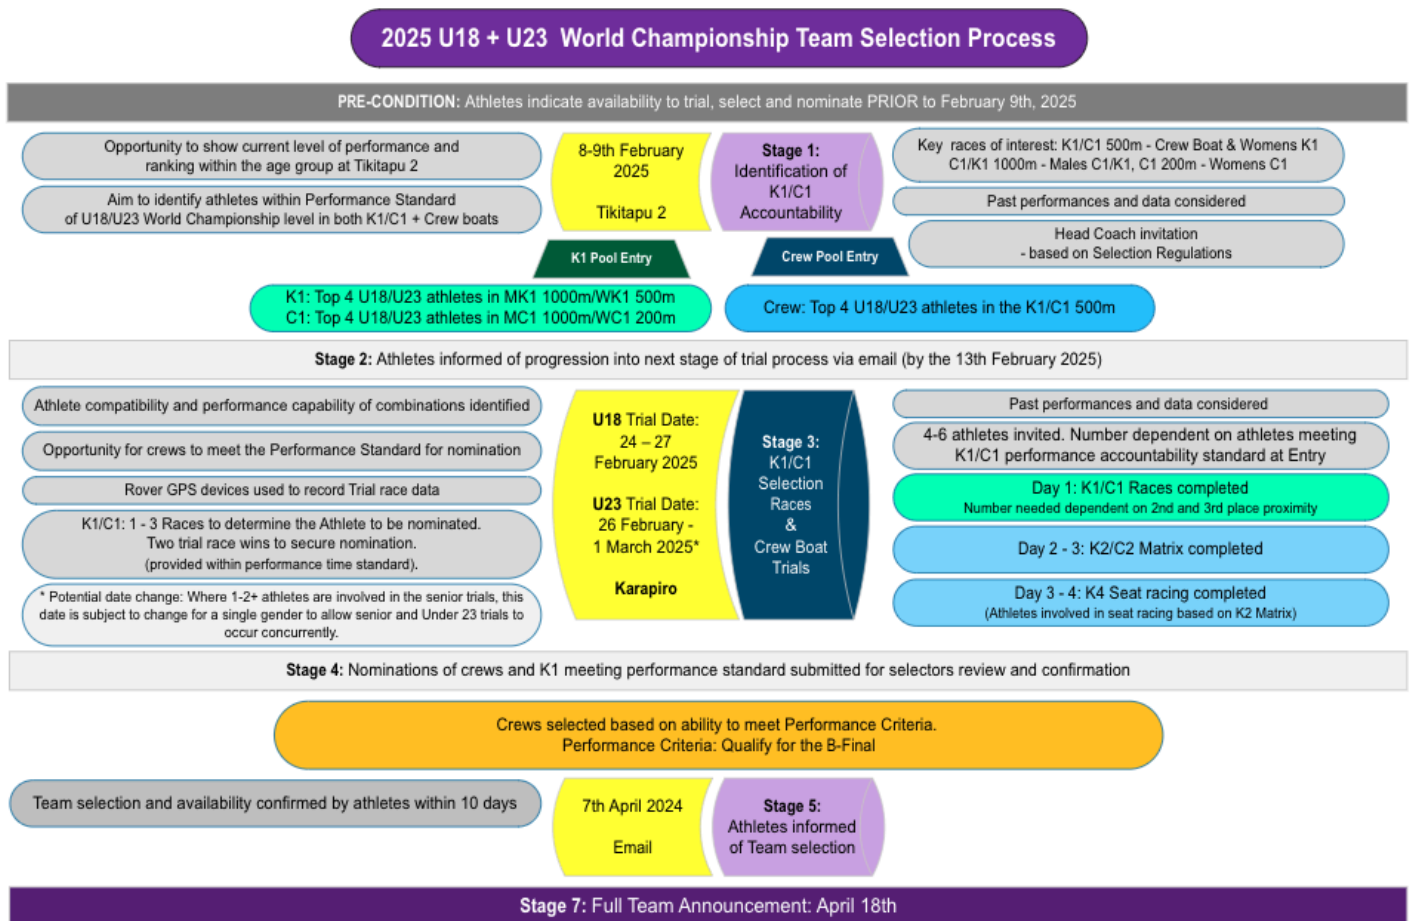 2025 U18 + U23  World Championship Team Selection Process
PRE-CONDITION: Athletes indicate availability to trial, select and nominate PRIOR to February 9th, 2025
Opportunity to show current level of performance and
ranking within the age group at Tikitapu 2
Aim to identify athletes within Performance Standard
of U18/U23 World Championship level in both K1/C1 + Crew boats
8-9th February
2025
Tikitapu 2
Stage 1:
Identification of
K1/C1
Accountability
Key  races of interest: K1/C1 500m - Crew Boat & Womens K1
C1/K1 1000m - Males C1/K1, C1 200m - Womens C1
Past performances and data considered
Head Coach invitation
- based on Selection Regulations
K1 Pool Entry
Crew Pool Entry
K1: Top 4 U18/U23 athletes in MK1 1000m/WK1 500m
C1: Top 4 U18/U23 athletes in MC1 1000m/WC1 200m
Crew: Top 4 U18/U23 athletes in the K1/C1 500m
Stage 2: Athletes informed of progression into next stage of trial process via email (by the 13th February 2025)
Athlete compatibility and performance capability of combinations identified
Opportunity for crews to meet the Performance Standard for nomination
Rover GPS devices used to record Trial race data
K1/C1: 1 - 3 Races to determine the Athlete to be nominated.
Two trial race wins to secure nomination.
(provided within performance time standard).
* Potential date change: Where 1-2+ athletes are involved in the senior trials, this
date is subject to change for a single gender to allow senior and Under 23 trials to
occur concurrently.
U18 Trial Date:
24 – 27
February 2025
U23 Trial Date:
26 February -
1 March 2025*
Karapiro
Stage 3:
K1/C1
Selection
Races
&
Crew Boat
Trials
Past performances and data considered
4-6 athletes invited. Number dependent on athletes meeting
K1/C1 performance accountability standard at Entry
Day 1: K1/C1 Races completed
Number needed dependent on 2nd and 3rd place proximity
Day 2 - 3: K2/C2 Matrix completed
Day 3 - 4: K4 Seat racing completed
(Athletes involved in seat racing based on K2 Matrix)
Stage 4: Nominations of crews and K1 meeting performance standard submitted for selectors review and confirmation
Crews selected based on ability to meet Performance Criteria.
Performance Criteria: Qualify for the B-Final
Team selection and availability confirmed by athletes within 10 days
7th April 2024
Email
Stage 5:
Athletes informed
of Team selection
Stage 7: Full Team Announcement: April 18th